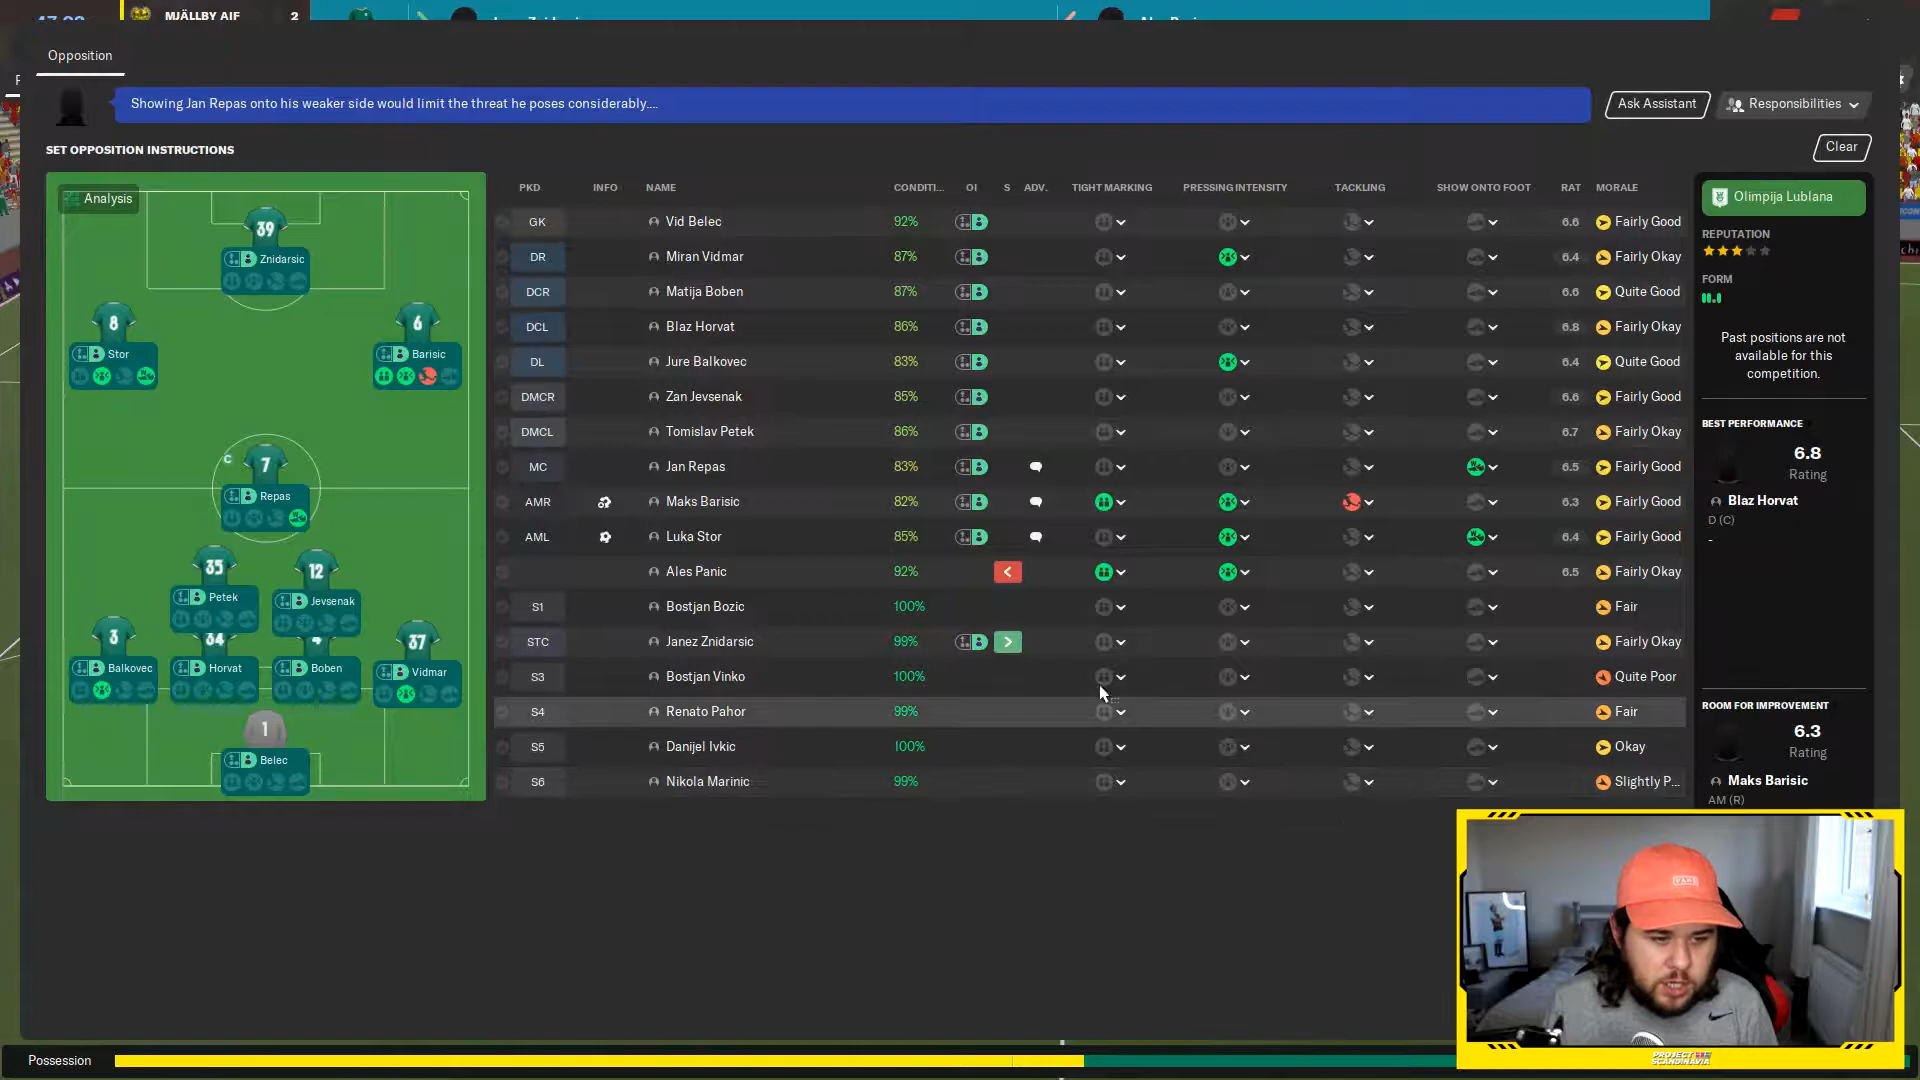 MJÄLLBY AIF 2
Opposition
Showing Jan Repas onto his weaker side would limit the threat he poses considerably....
Ask Assistant
Responsibilities
SET OPPOSITION INSTRUCTIONS
Clear
Analysis
39
Znidarsic
8
Stor
6
Barisic
C
7
Repas
35
Petek
12
Jevsenak
3
Balkovec
34
Horvat
4
Boben
37
Vidmar
1
Belec
PKD INFO NAME CONDITI... OI S ADV. TIGHT MARKING PRESSING INTENSITY TACKLING SHOW ONTO FOOT RAT MORALE
GK Vid Belec 92% 6.6 Fairly Good
DR Miran Vidmar 87% 6.4 Fairly Okay
DCR Matija Boben 87% 6.6 Quite Good
DCL Blaz Horvat 86% 6.8 Fairly Okay
DL Jure Balkovec 83% 6.4 Quite Good
DMCR Zan Jevsenak 85% 6.6 Fairly Good
DMCL Tomislav Petek 86% 6.7 Fairly Okay
MC Jan Repas 83% 6.5 Fairly Good
AMR Maks Barisic 82% 6.3 Fairly Good
AML Luka Stor 85% 6.4 Fairly Good
Ales Panic 92% 6.5 Fairly Okay
S1 Bostjan Bozic 100% Fair
STC Janez Znidarsic 99% Fairly Okay
S3 Bostjan Vinko 100% Quite Poor
S4 Renato Pahor 99% Fair
S5 Danijel Ivkic 100% Okay
S6 Nikola Marinic 99% Slightly P...
Olimpija Lublana
REPUTATION
FORM
Past positions are not
available for this
competition.
BEST PERFORMANCE
6.8
Rating
Blaz Horvat
D (C)
-
ROOM FOR IMPROVEMENT
6.3
Rating
Maks Barisic
AM (R)
VANS
PROJECT
SCANDINAVIA
Possession